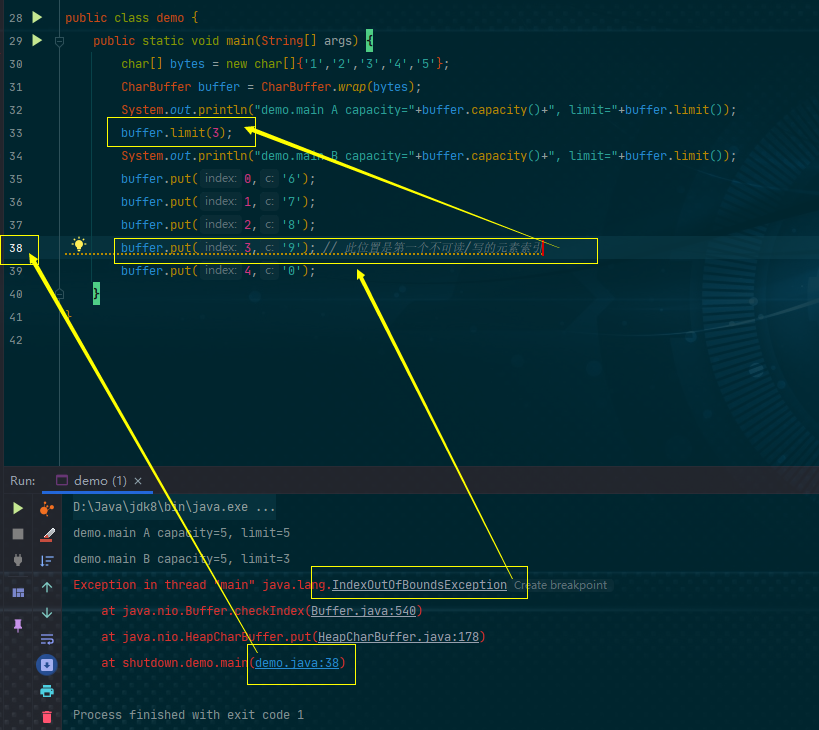 28 public class demo {
29 public static void main(String[] args) {
30 char[] bytes = new char[]{'1','2','3','4','5'};
31 CharBuffer buffer = CharBuffer.wrap(bytes);
32 System.out.println("demo.main A capacity="+buffer.capacity()+", limit="+buffer.limit());
33 buffer.limit(3);
34 System.out.println("demo.main B capacity="+buffer.capacity()+", limit="+buffer.limit());
35 buffer.put( index: 0, c: '6');
36 buffer.put( index: 1, c: '7');
37 buffer.put( index: 2, c: '8');
38 buffer.put( index: 3, c: '9'); // 此位置是第一个不可读/写的元素索引
39 buffer.put( index: 4, c: '0');
40 }
41 }
42
Run: demo (1) ×
D:\Java\jdk8\bin\java.exe ...
demo.main A capacity=5, limit=5
demo.main B capacity=5, limit=3
Exception in thread "main" java.lang.IndexOutOfBoundsException Create breakpoint
at java.nio.Buffer.checkIndex(Buffer.java:540)
at java.nio.HeapCharBuffer.put(HeapCharBuffer.java:178)
at shutdown.demo.main(demo.java:38)
Process finished with exit code 1